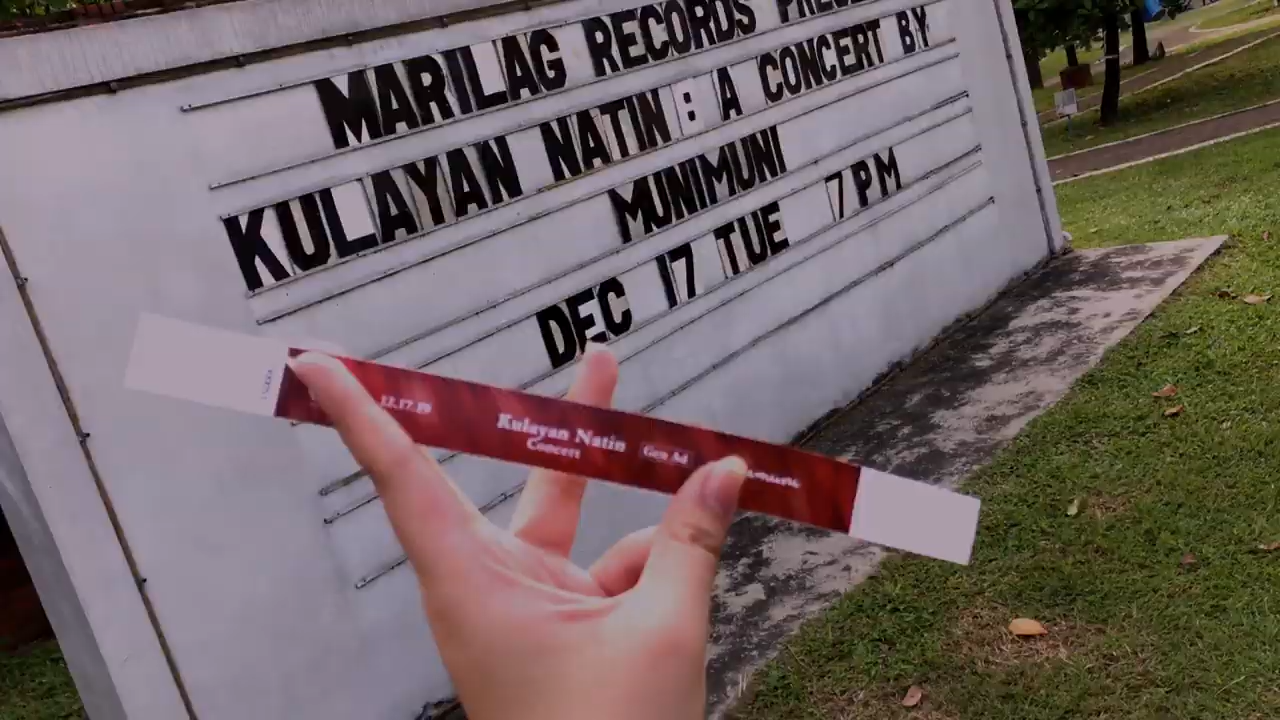 MARILAG RECORDS
KULAYAN NATIN : A CONCERT BY
MUNIMUNI
DEC 17 TUE 7 PM
12.17.19
Kulayan Natin
Concert
Gen Ad